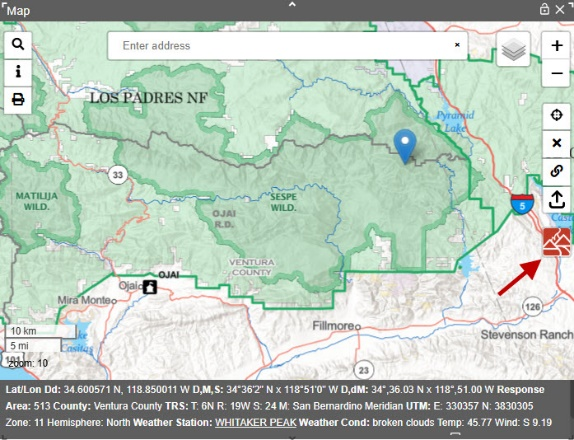 Map
Enter address
LOS PADRES NF
Pyramid
Lake
33
MATILIJA
WILD.
SESPE
WILD.
OJAI
R.D.
5
VENTURA
COUNTY
OJAI
Ojai
Mira Monte
10 km
5 mi
zoom: 10
Casitas
101
Fillmore
126
Stevenson Ranch
23
Lat/Lon Dd: 34.600571 N, 118.850011 W D,M,S: 34°36'2" N x 118°51'0" W D,dM: 34°,36.03 N x 118°,51.00 W Response
Area: 513 County: Ventura County TRS: T: 6N R: 19W S: 24 M: San Bernardino Meridian UTM: E: 330357 N: 3830305
Zone: 11 Hemisphere: North Weather Station: WHITAKER PEAK Weather Cond: broken clouds Temp: 45.77 Wind: S 9.19